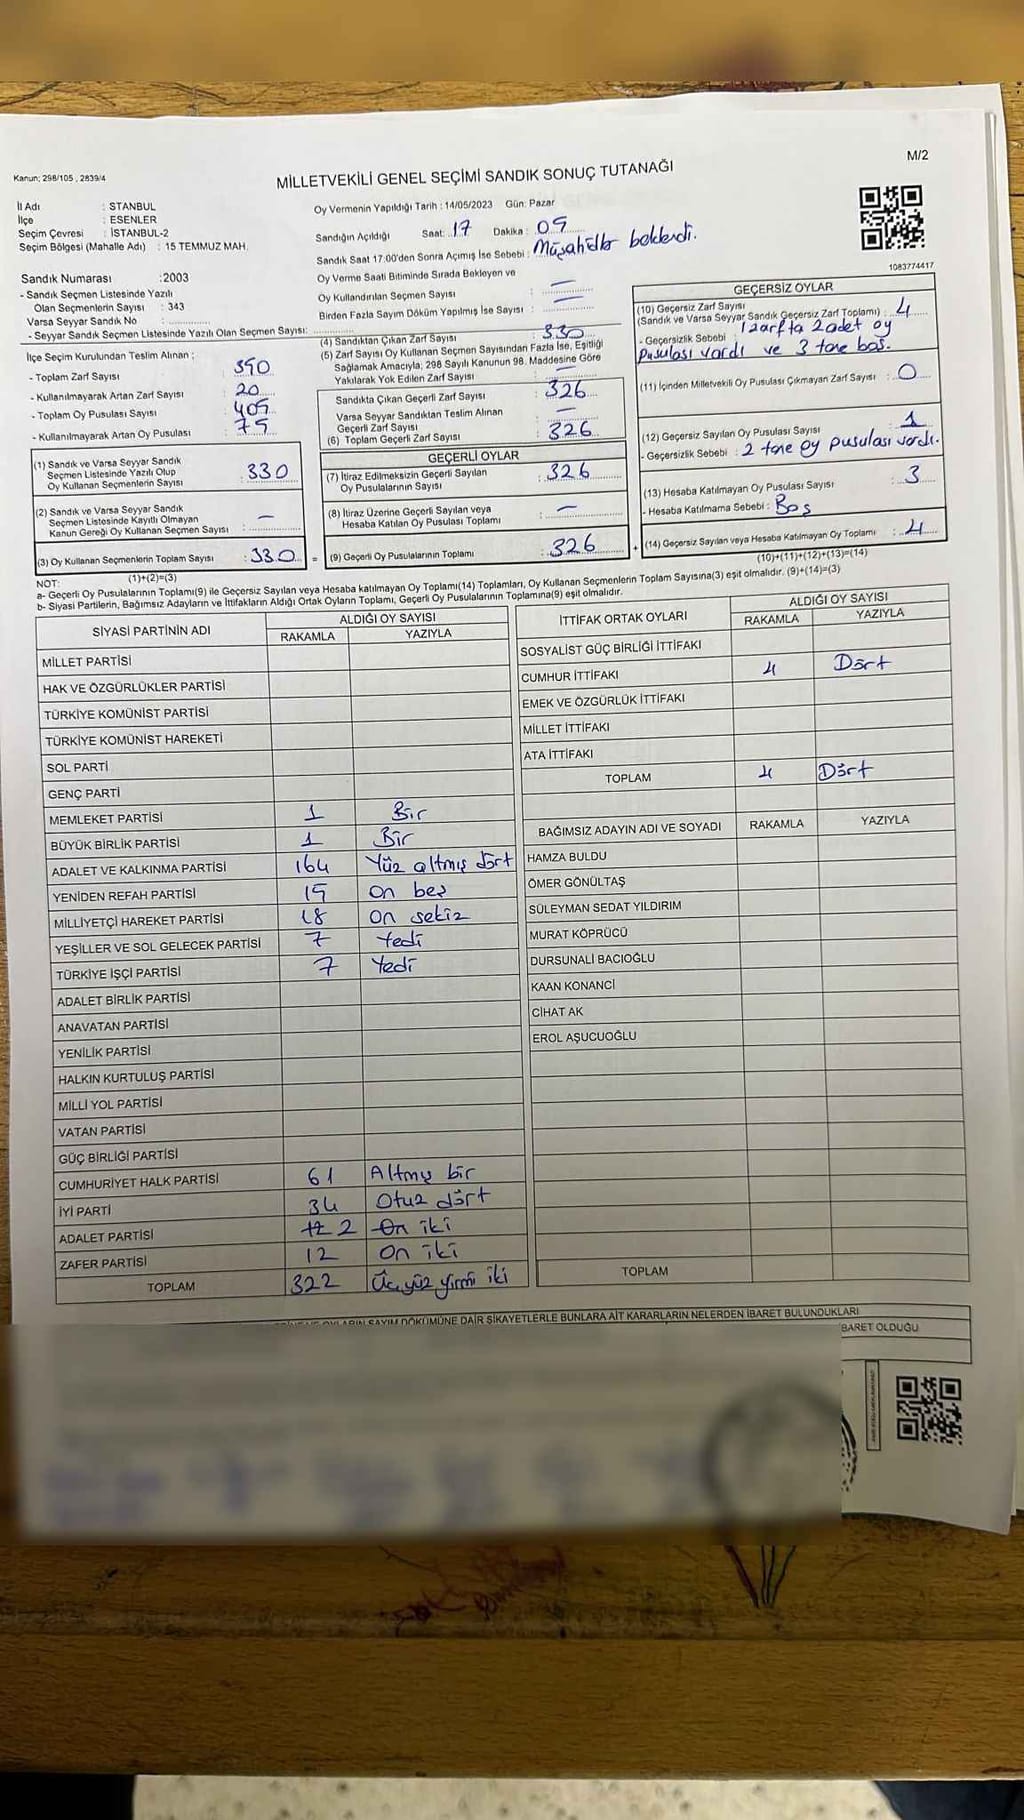 M/2
Kanun; 298/105 , 2839/4
MİLLETVEKİLİ GENEL SEÇİMİ SANDIK SONUÇ TUTANAĞI
İl Adı : STANBUL
İlçe : ESENLER
Seçim Çevresi : İSTANBUL-2
Seçim Bölgesi (Mahalle Adı) : 15 TEMMUZ MAH.
Oy Vermenin Yapıldığı Tarih : 14/05/2023 Gün: Pazar
Sandığın Açıldığı Saat: 17 Dakika : 09
Sandık Saat 17:00'den Sonra Açımış İse Sebebi : Müşahidler beklendi.
Oy Verme Saati Bitiminde Sırada Bekleyen ve
Oy Kullandırılan Seçmen Sayısı : —
Birden Fazla Sayım Döküm Yapılmış İse Sayısı : —
1083774417
Sandık Numarası :2003
- Sandık Seçmen Listesinde Yazılı
Olan Seçmenlerin Sayısı : 343
Varsa Seyyar Sandık No :
- Seyyar Sandık Seçmen Listesinde Yazılı Olan Seçmen Sayısı:
İlçe Seçim Kurulundan Teslim Alınan ;
- Toplam Zarf Sayısı : 350
- Kullanılmayarak Artan Zarf Sayısı : 20
- Toplam Oy Pusulası Sayısı : 405
- Kullanılmayarak Artan Oy Pusulası : 75
(4) Sandıktan Çıkan Zarf Sayısı : 330
(5) Zarf Sayısı Oy Kullanan Seçmen Sayısından Fazla İse, Eşitliği
Sağlamak Amacıyla, 298 Sayılı Kanunun 98. Maddesine Göre
Yakılarak Yok Edilen Zarf Sayısı : —
Sandıkta Çıkan Geçerli Zarf Sayısı : 326
Varsa Seyyar Sandıktan Teslim Alınan
Geçerli Zarf Sayısı : —
(6) Toplam Geçerli Zarf Sayısı : 326
GEÇERSİZ OYLAR
(10) Geçersiz Zarf Sayısı
(Sandık ve Varsa Seyyar Sandık Geçersiz Zarf Toplamı) : 4
- Geçersizlik Sebebi : 1 zarfta 2 adet oy
pusulası vardı ve 3 tane boş.
(11) İçinden Milletvekili Oy Pusulası Çıkmayan Zarf Sayısı : 0
(12) Geçersiz Sayılan Oy Pusulası Sayısı : 1
- Geçersizlik Sebebi : 2 tane oy pusulası vardı.
(13) Hesaba Katılmayan Oy Pusulası Sayısı : 3
- Hesaba Katılmama Sebebi : Boş
(14) Geçersiz Sayılan veya Hesaba Katılmayan Oy Toplamı : 4
(10)+(11)+(12)+(13)=(14)
(1) Sandık ve Varsa Seyyar Sandık
Seçmen Listesinde Yazılı Olup
Oy Kullanan Seçmenlerin Sayısı : 330
(2) Sandık ve Varsa Seyyar Sandık
Seçmen Listesinde Kayıtlı Olmayan
Kanun Gereği Oy Kullanan Seçmen Sayısı : —
(3) Oy Kullanan Seçmenlerin Toplam Sayısı : 330 =
(1)+(2)=(3)
GEÇERLİ OYLAR
(7) İtiraz Edilmeksizin Geçerli Sayılan
Oy Pusulalarının Sayısı : 326
(8) İtiraz Üzerine Geçerli Sayılan veya
Hesaba Katılan Oy Pusulası Toplamı : —
(9) Geçerli Oy Pusulalarının Toplamı : 326 +
NOT:
a- Geçerli Oy Pusulalarının Toplamı(9) ile Geçersiz Sayılan veya Hesaba katılmayan Oy Toplamı(14) Toplamları, Oy Kullanan Seçmenlerin Toplam Sayısına(3) eşit olmalıdır. (9)+(14)=(3)
b- Siyasi Partilerin, Bağımsız Adayların ve İttifakların Aldığı Ortak Oyların Toplamı, Geçerli Oy Pusulalarının Toplamına(9) eşit olmalıdır.
SİYASİ PARTİNİN ADI ALDIĞI OY SAYISI
RAKAMLA YAZIYLA
MİLLET PARTİSİ
HAK VE ÖZGÜRLÜKLER PARTİSİ
TÜRKİYE KOMÜNİST PARTİSİ
TÜRKİYE KOMÜNİST HAREKETİ
SOL PARTİ
GENÇ PARTİ
MEMLEKET PARTİSİ 1 Bir
BÜYÜK BİRLİK PARTİSİ 1 Bir
ADALET VE KALKINMA PARTİSİ 164 Yüz altmış dört
YENİDEN REFAH PARTİSİ 15 On beş
MİLLİYETÇİ HAREKET PARTİSİ 18 On sekiz
YEŞİLLER VE SOL GELECEK PARTİSİ 7 Yedi
TÜRKİYE İŞÇİ PARTİSİ 7 Yedi
ADALET BİRLİK PARTİSİ
ANAVATAN PARTİSİ
YENİLİK PARTİSİ
HALKIN KURTULUŞ PARTİSİ
MİLLİ YOL PARTİSİ
VATAN PARTİSİ
GÜÇ BİRLİĞİ PARTİSİ
CUMHURİYET HALK PARTİSİ 61 Altmış bir
İYİ PARTİ 34 Otuz dört
ADALET PARTİSİ 12 2 On iki
ZAFER PARTİSİ 12 On iki
TOPLAM 322 Üçyüz yirmi iki
İTTİFAK ORTAK OYLARI ALDIĞI OY SAYISI
RAKAMLA YAZIYLA
SOSYALİST GÜÇ BİRLİĞİ İTTİFAKI
CUMHUR İTTİFAKI 4 Dört
EMEK VE ÖZGÜRLÜK İTTİFAKI
MİLLET İTTİFAKI
ATA İTTİFAKI
TOPLAM 4 Dört
BAĞIMSIZ ADAYIN ADI VE SOYADI RAKAMLA YAZIYLA
HAMZA BULDU
ÖMER GÖNÜLTAŞ
SÜLEYMAN SEDAT YILDIRIM
MURAT KÖPRÜCÜ
DURSUNALİ BACIOĞLU
KAAN KONANCİ
CİHAT AK
EROL AŞUCUOĞLU
TOPLAM
SAYIM DÖKÜMÜNE DAİR ŞİKAYETLERLE BUNLARA AİT KARARLARIN NELERDEN İBARET BULUNDUKLARI
BARET OLDUĞU